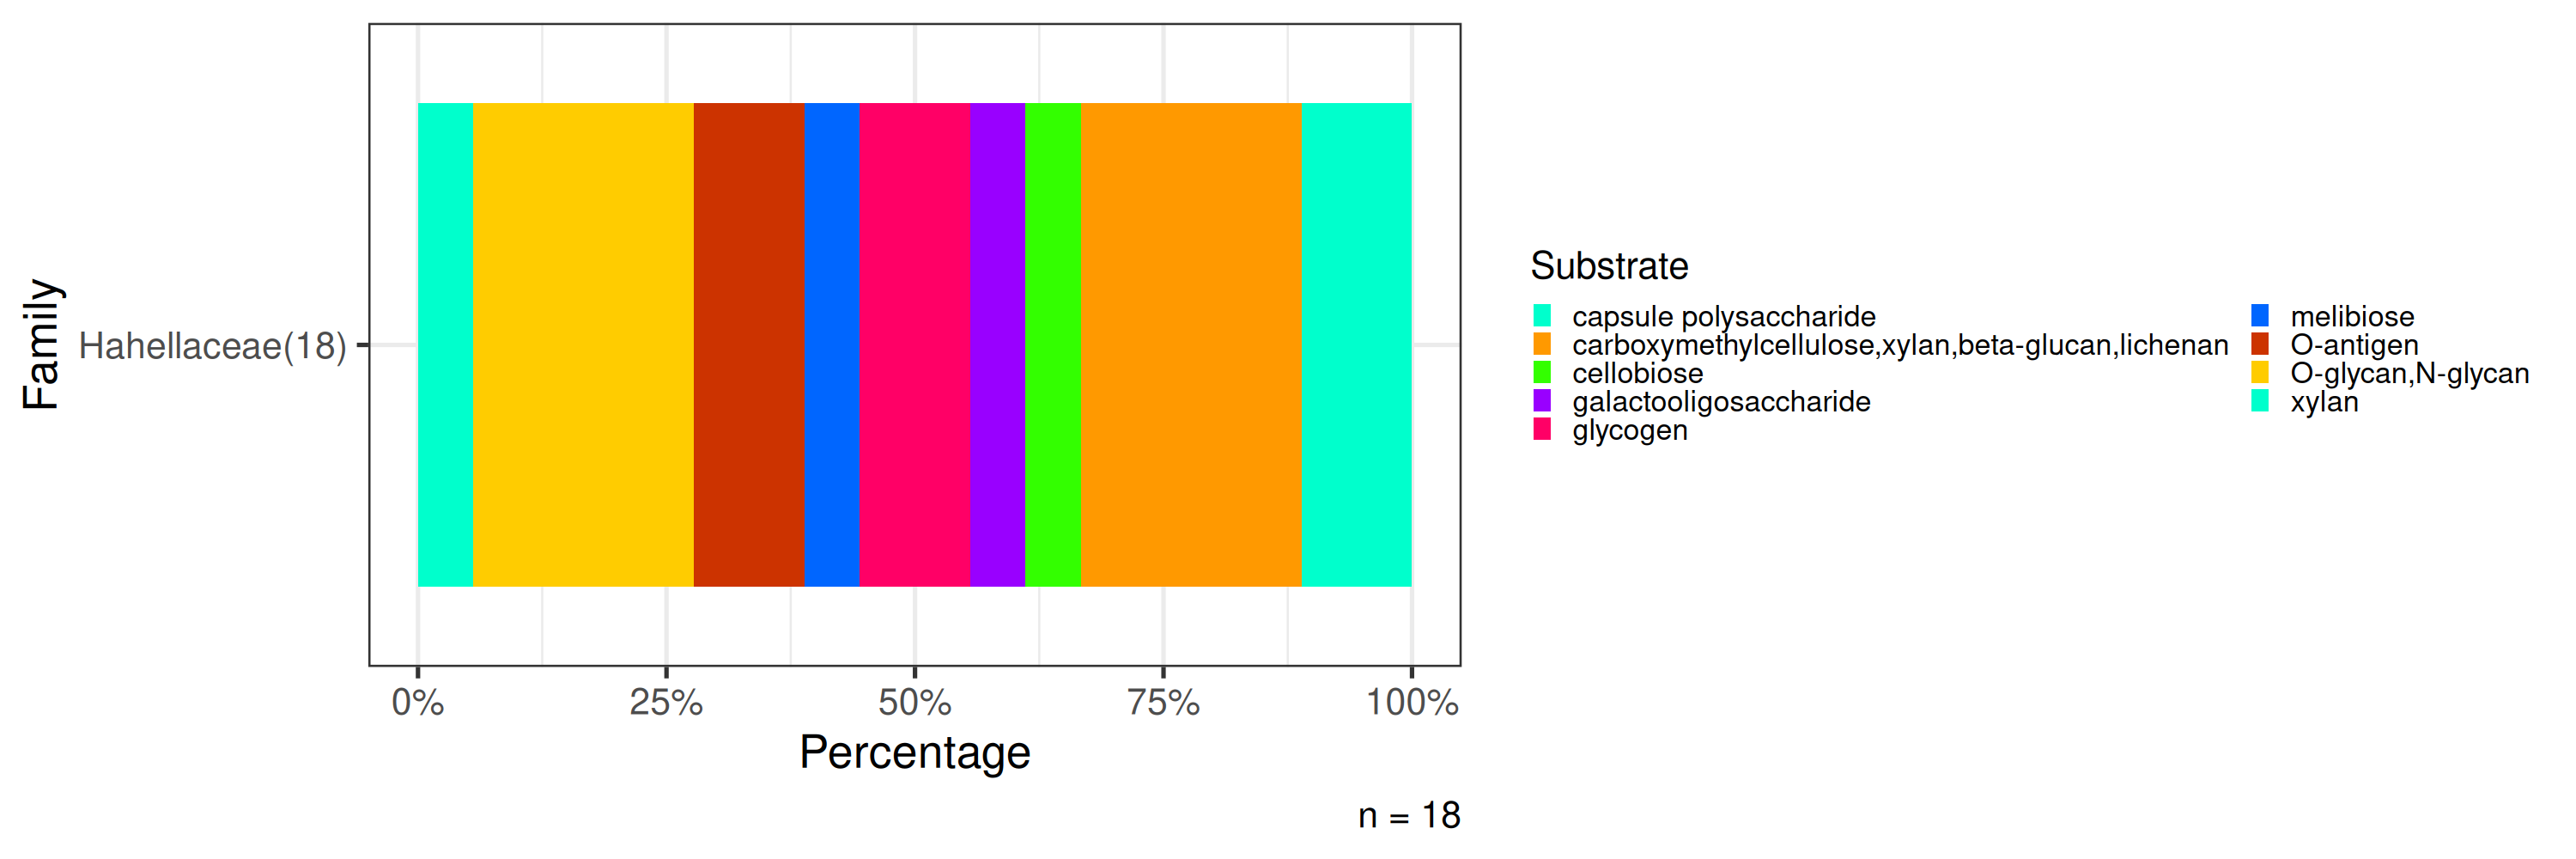 Family
Hahellaceae(18)
0% 25% 50% 75% 100%
Percentage
n = 18
Substrate
capsule polysaccharide
carboxymethylcellulose,xylan,beta-glucan,lichenan
cellobiose
galactooligosaccharide
glycogen
melibiose
O-antigen
O-glycan,N-glycan
xylan